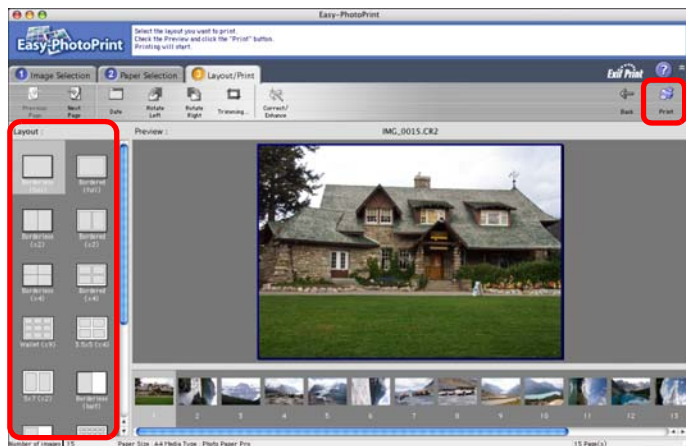 Easy-PhotoPrint
Easy-PhotoPrint
Select the layout you want to print.
Check the Preview and click the "Print" button.
Printing will start.
1 Image Selection
2 Paper Selection
3 Layout/Print
Exif Print
?
Previous Page
Next Page
Date
Rotate Left
Rotate Right
Trimming...
Correct/ Enhance
Back
Print
Layout :
Preview :
IMG_0015.CR2
Borderless (full)
Bordered (full)
Borderless (x2)
Bordered (x2)
Borderless (x4)
Bordered (x4)
Wallet (x9)
3.5x5 (x4)
5x7 (x2)
Borderless (half)
1 2 3 4 5 6 7 8 9 10 11 12 13
Number of images : 15
Paper Size : A4 Media Type : Photo Paper Pro
15 Page(s)